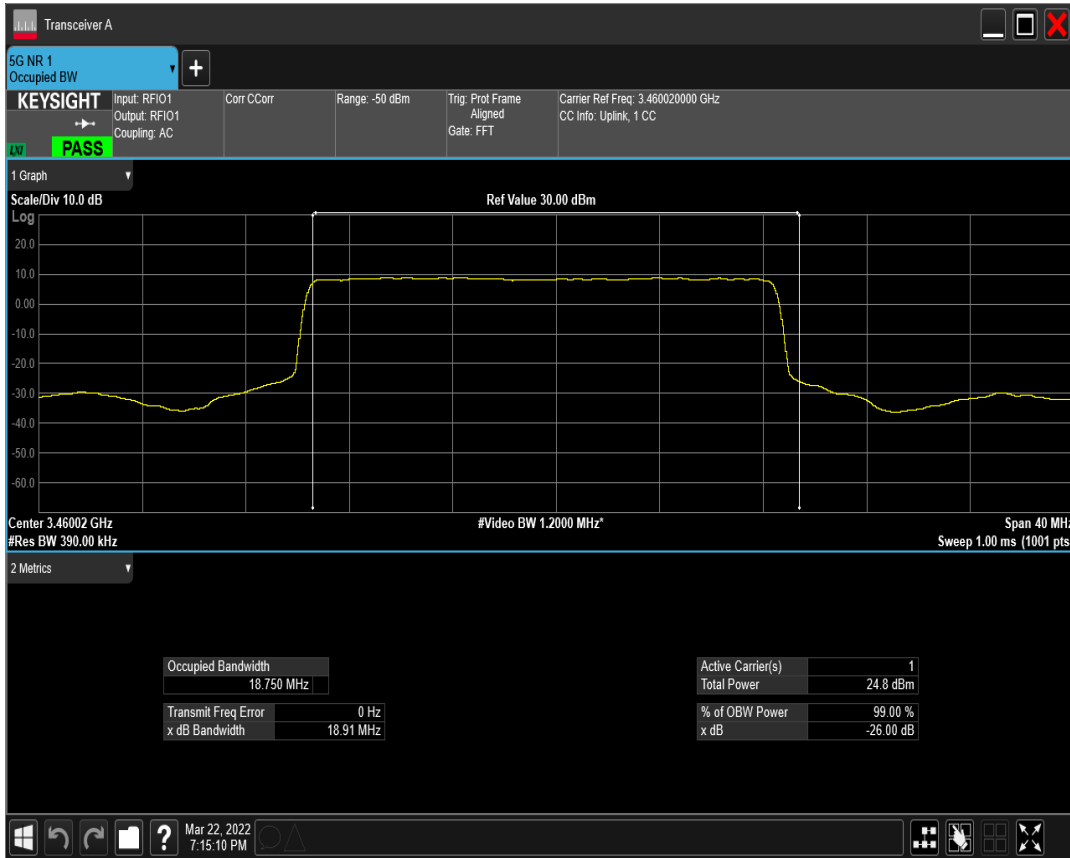 Transceiver A
5G NR 1
Occupied BW
+
KEYSIGHT
LXI
PASS
Input: RFIO1
Output: RFIO1
Coupling: AC
Corr CCorr
Range: -50 dBm
Trig: Prot Frame
Aligned
Gate: FFT
Carrier Ref Freq: 3.460020000 GHz
CC Info: Uplink, 1 CC
1 Graph
Scale/Div 10.0 dB
Ref Value 30.00 dBm
Log
20.0
10.0
0.00
-10.0
-20.0
-30.0
-40.0
-50.0
-60.0
Center 3.46002 GHz
#Video BW 1.2000 MHz*
Span 40 MHz
#Res BW 390.00 kHz
Sweep 1.00 ms (1001 pts
2 Metrics
Occupied Bandwidth
18.750 MHz
Transmit Freq Error 0 Hz
x dB Bandwidth 18.91 MHz
Active Carrier(s) 1
Total Power 24.8 dBm
% of OBW Power 99.00 %
x dB -26.00 dB
?
Mar 22, 2022
7:15:10 PM